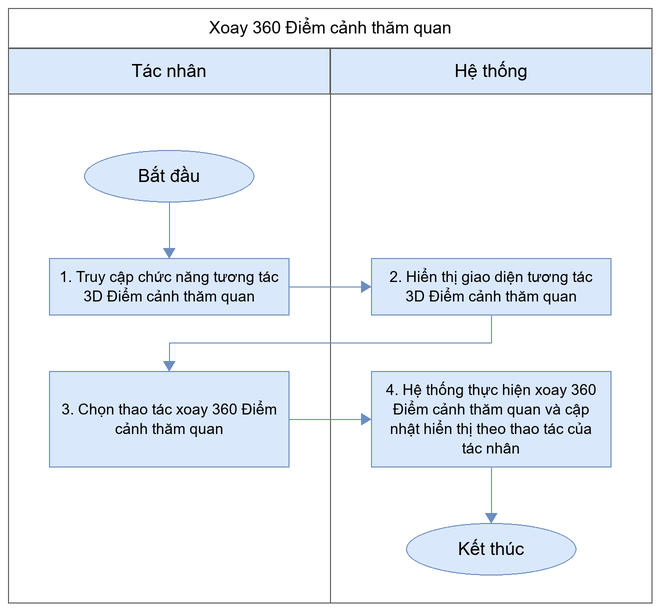 Xoay 360 Điểm cảnh thăm quan
Tác nhân
Hệ thống
Bắt đầu
1. Truy cập chức năng tương tác
3D Điểm cảnh thăm quan
2. Hiển thị giao diện tương tác
3D Điểm cảnh thăm quan
3. Chọn thao tác xoay 360 Điểm
cảnh thăm quan
4. Hệ thống thực hiện xoay 360
Điểm cảnh thăm quan và cập
nhật hiển thị theo thao tác của
tác nhân
Kết thúc